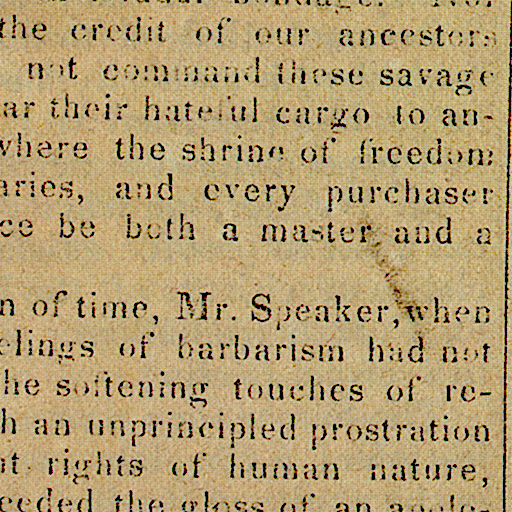 bondage. No.
the credit of our ancestors
not command these savage
ar their hateful cargo to an-
where the shrine of freedom
aries, and every purchaser
ce be both a master and a
n of time, Mr. Speaker, when
elings of barbarism had not
he softening touches of re-
h an unprincipled prostration
nt rights of human nature,
ceeded the gloss of an apolo-